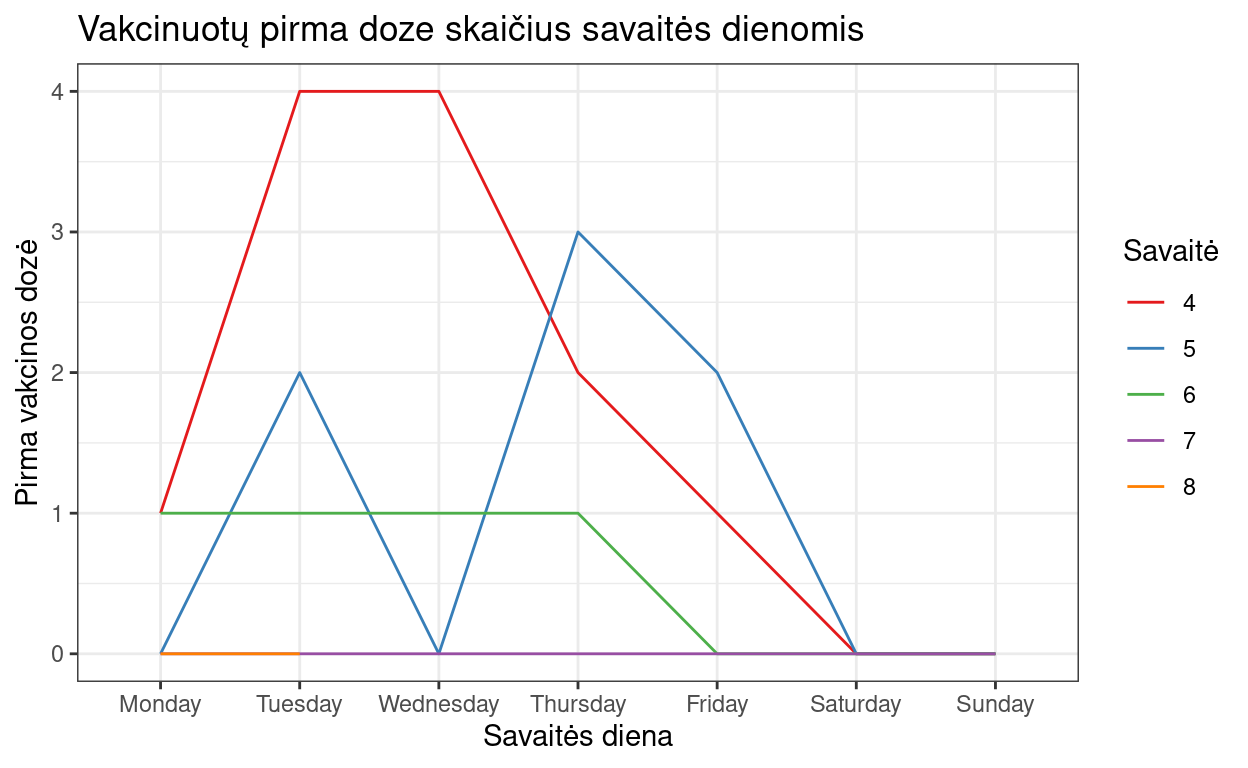 Vakcinuotų pirma doze skaičius savaitės dienomis
Pirma vakcinos dozė
4
3
2
1
0
Monday Tuesday Wednesday Thursday Friday Saturday Sunday
Savaitės diena
Savaitė
4
5
6
7
8